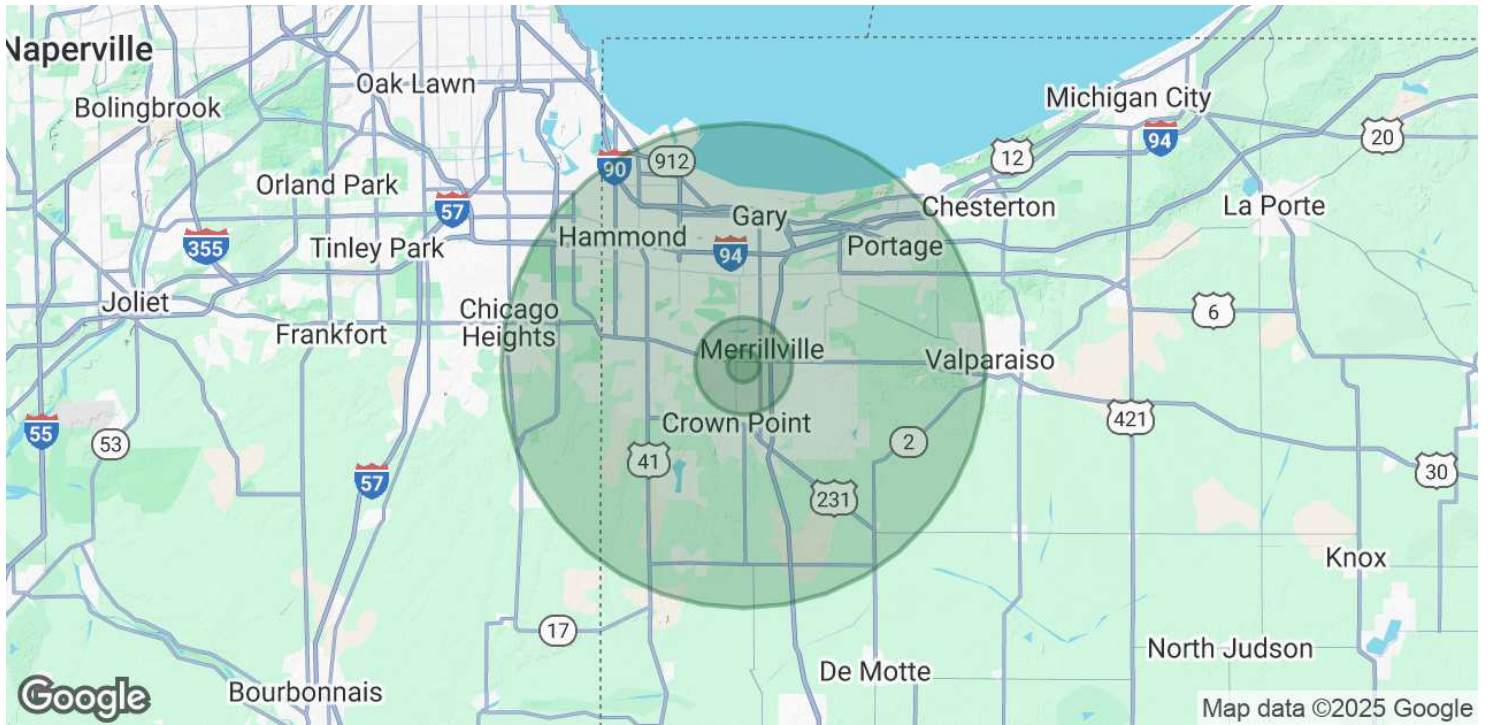 Naperville
Oak Lawn
Bolingbrook
Michigan City
94
20
12
912
90
Orland Park
57
La Porte
Chesterton
Gary
Hammond
Portage
355
Tinley Park
94
Joliet
Chicago
Heights
6
Frankfort
Merrillville
Valparaiso
421
Crown Point
55
53
2
41
30
57
231
Knox
17
North Judson
De Motte
Bourbonnais
Google
Map data ©2025 Google